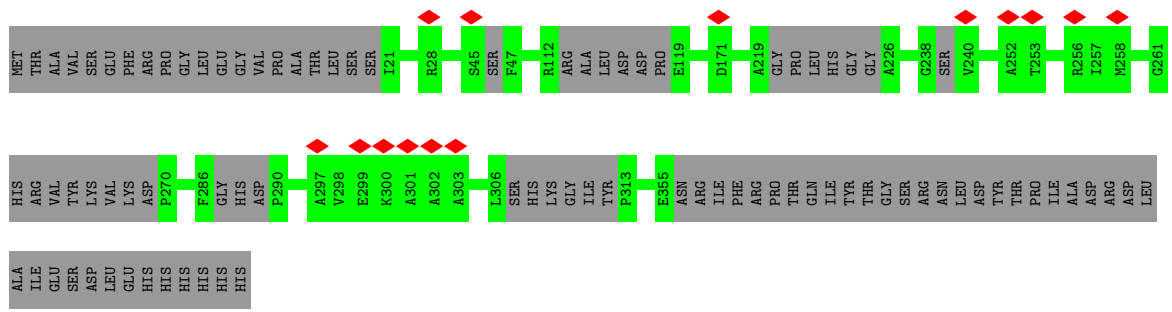 MET THR ALA VAL SER GLU PHE ARG PRO GLY LEU GLU GLY VAL PRO ALA THR LEU SER SER I21 R28 S45 SER F47 R112 ARG ALA LEU ASP ASP PRO E119 D171 A219 GLY PRO LEU HIS GLY GLY A226 G238 SER V240 A252 T253 R256 I257 M258 G261
HIS ARG VAL TYR LYS VAL LYS ASP P270 F286 GLY HIS ASP P290 A297 V298 E299 K300 A301 A302 A303 L306 SER HIS LYS GLY ILE TYR P313 E355 ASN ARG ILE PHE ARG PRO THR GLN ILE TYR THR GLY SER ARG ASN LEU ASP TYR THR PRO ILE ALA ASP ARG ASP LEU
ALA ILE GLU SER ASP LEU GLU HIS HIS HIS HIS HIS HIS